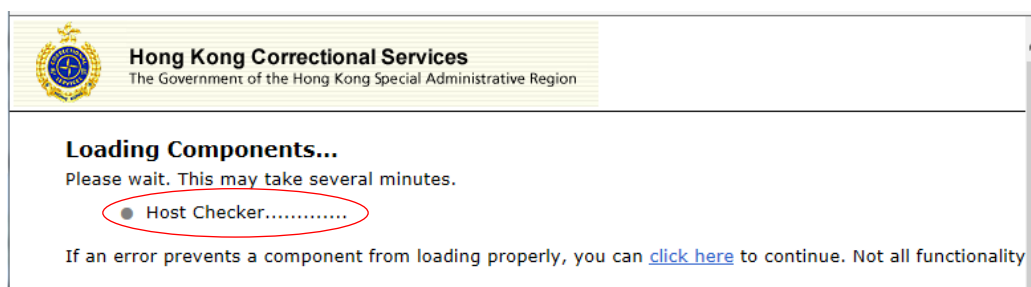 Hong Kong Correctional Services
The Government of the Hong Kong Special Administrative Region
Loading Components...
Please wait. This may take several minutes.
Host Checker.............
If an error prevents a component from loading properly, you can click here to continue. Not all functionality